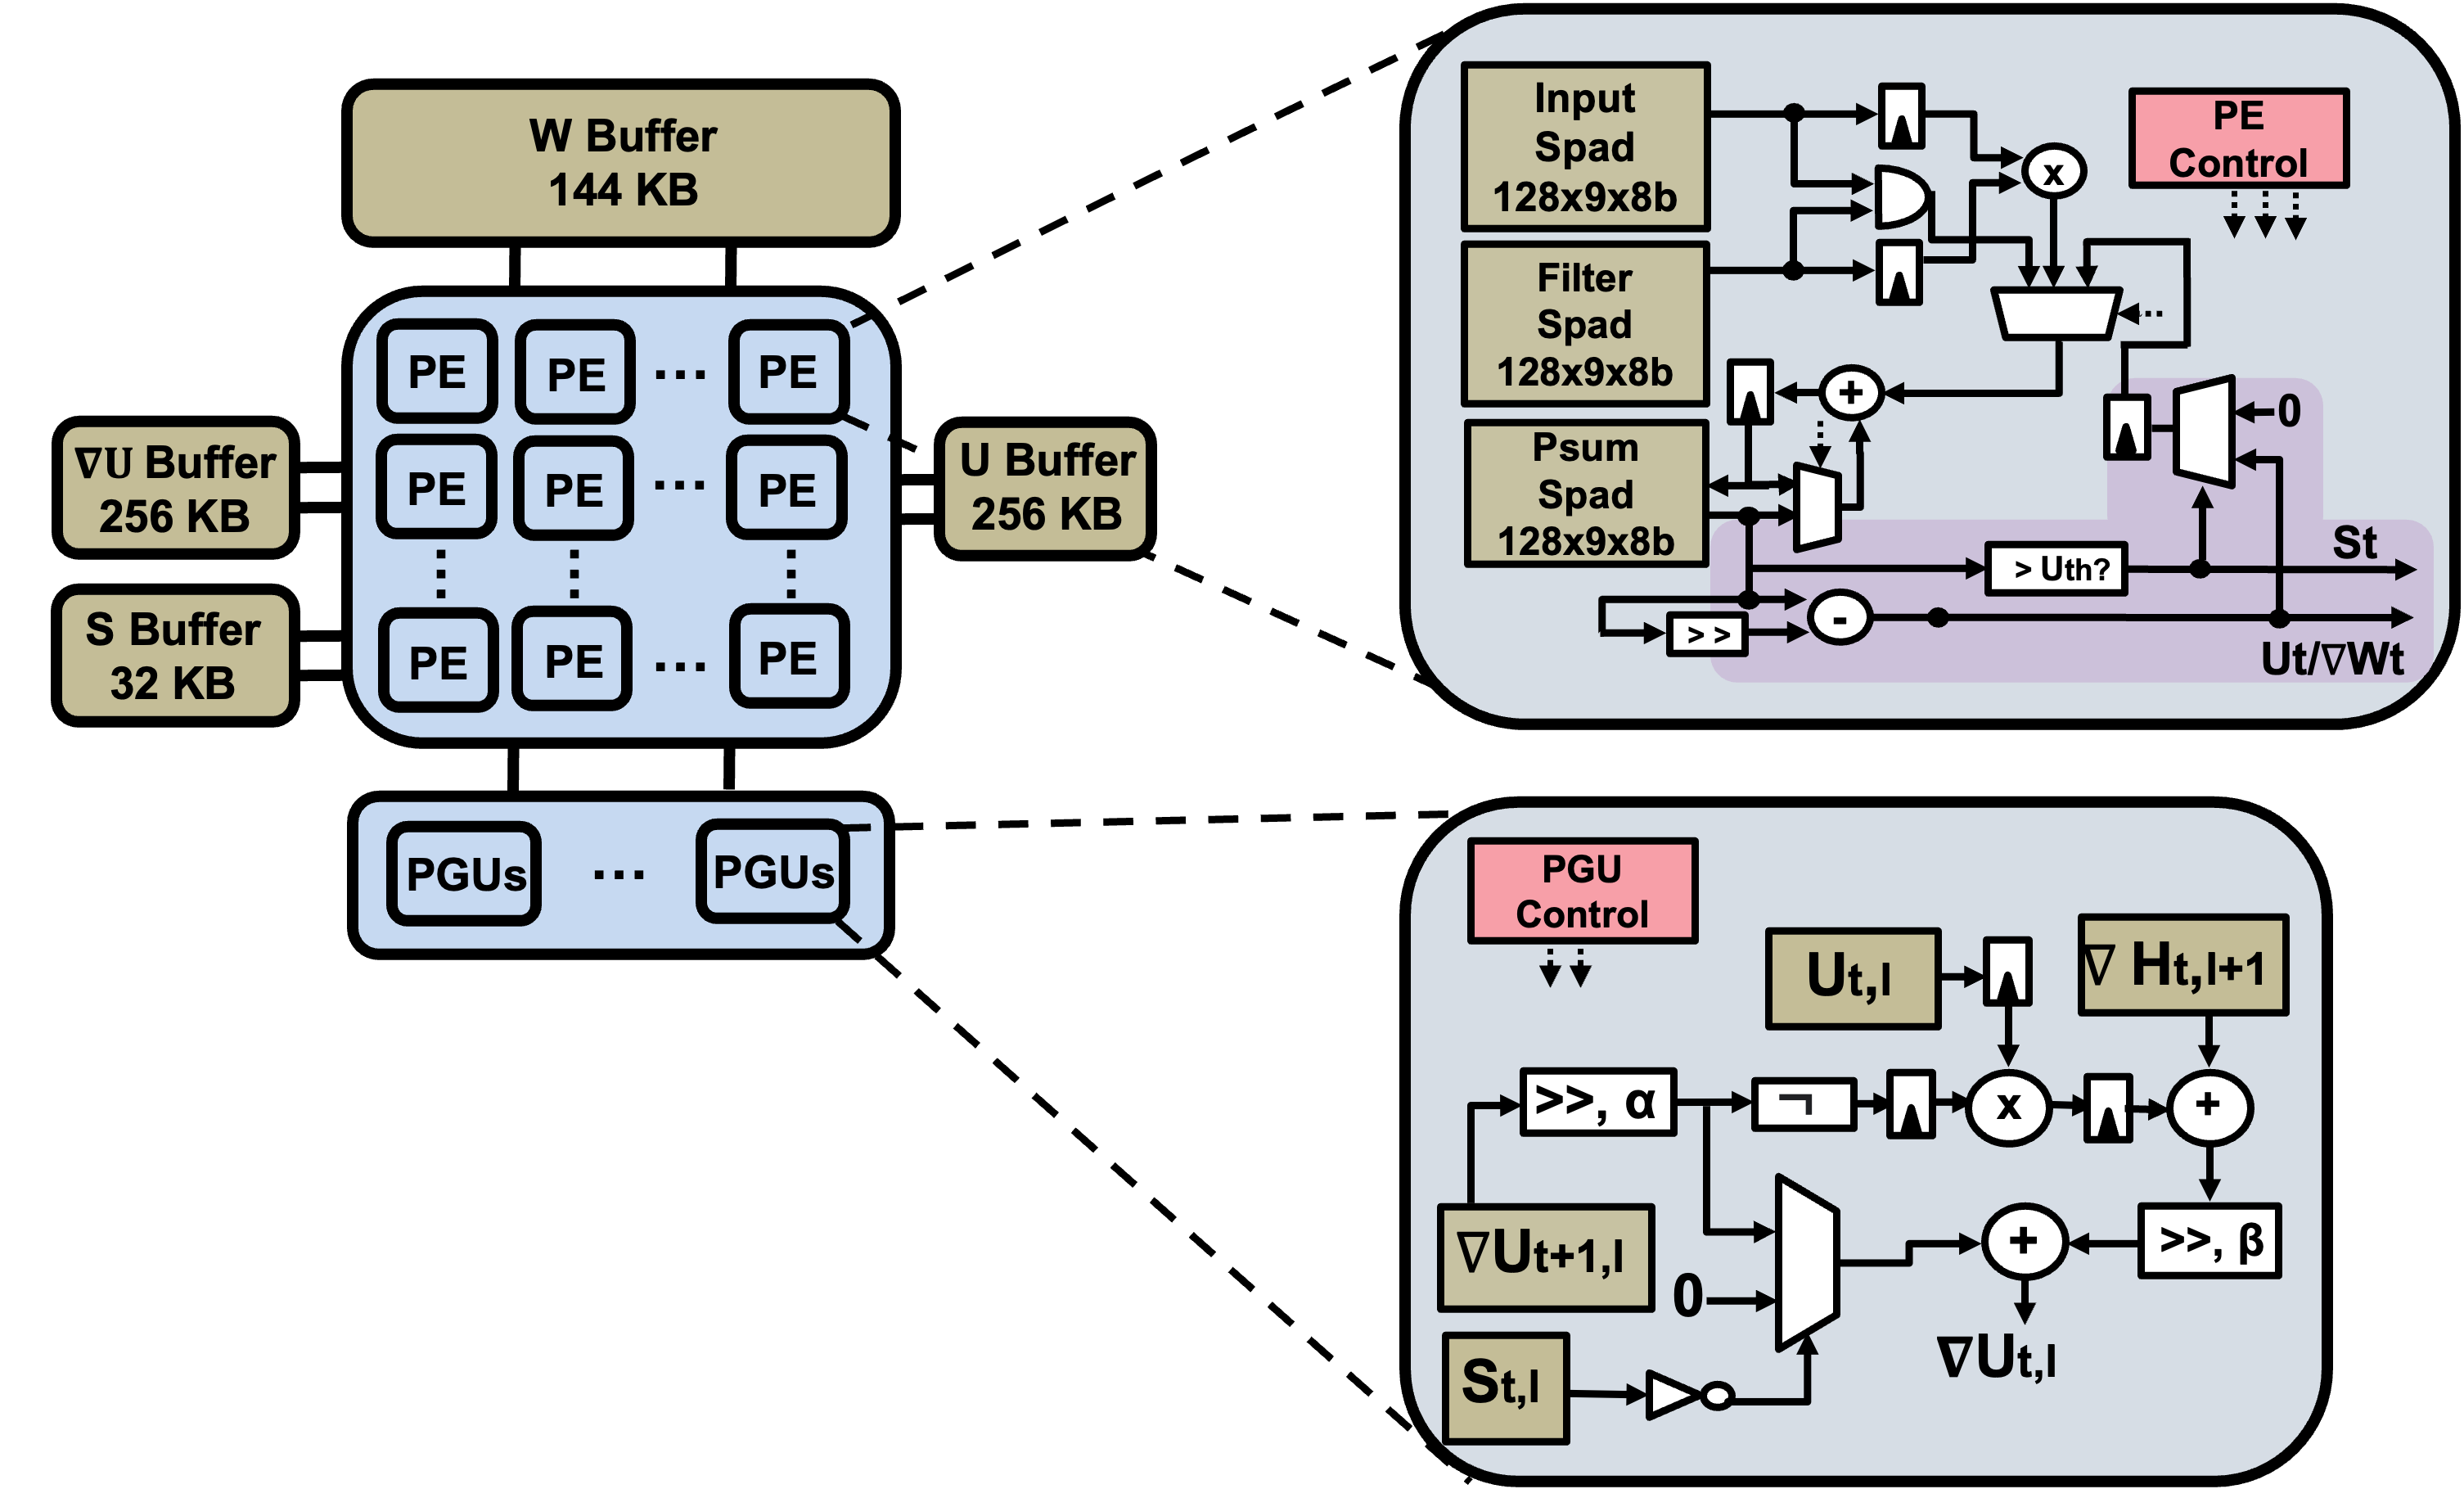 W Buffer
144 KB
PE PE ... PE
PE PE ... PE
PE PE ... PE
∇U Buffer
256 KB
S Buffer
32 KB
U Buffer
256 KB
PGUs ... PGUs
Input
Spad
128x9x8b
Filter
Spad
128x9x8b
Psum
Spad
128x9x8b
PE
Control
x
+
...
0
> Uth?
St
>>
-
Ut/∇Wt
PGU
Control
Ut,l
∇ Ht,l+1
>>, α
¬
x
+
∇Ut+1,l
0
+
>>, β
St,l
∇Ut,l